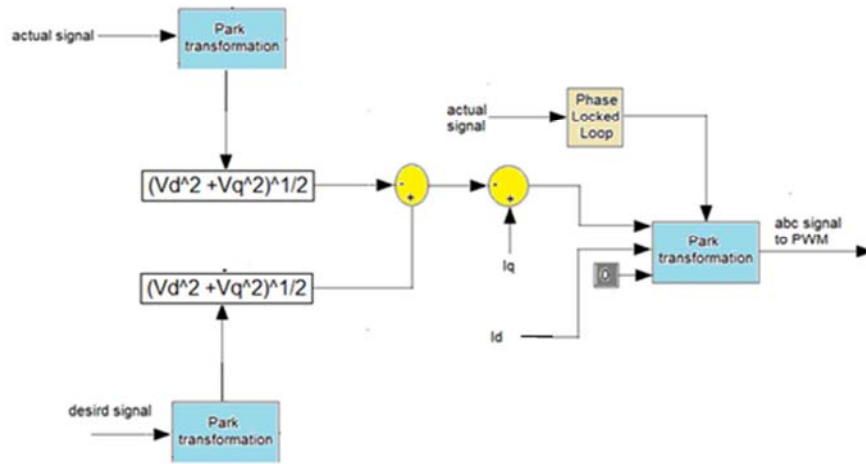 actual signal
Park
transformation
Phase
Locked
Loop
actual
signal
(Vd^2 +Vq^2)^1/2
-
+
-
+
abc signal
to PWM
Park
transformation
Iq
0
(Vd^2 +Vq^2)^1/2
Id
desird signal
Park
transformation